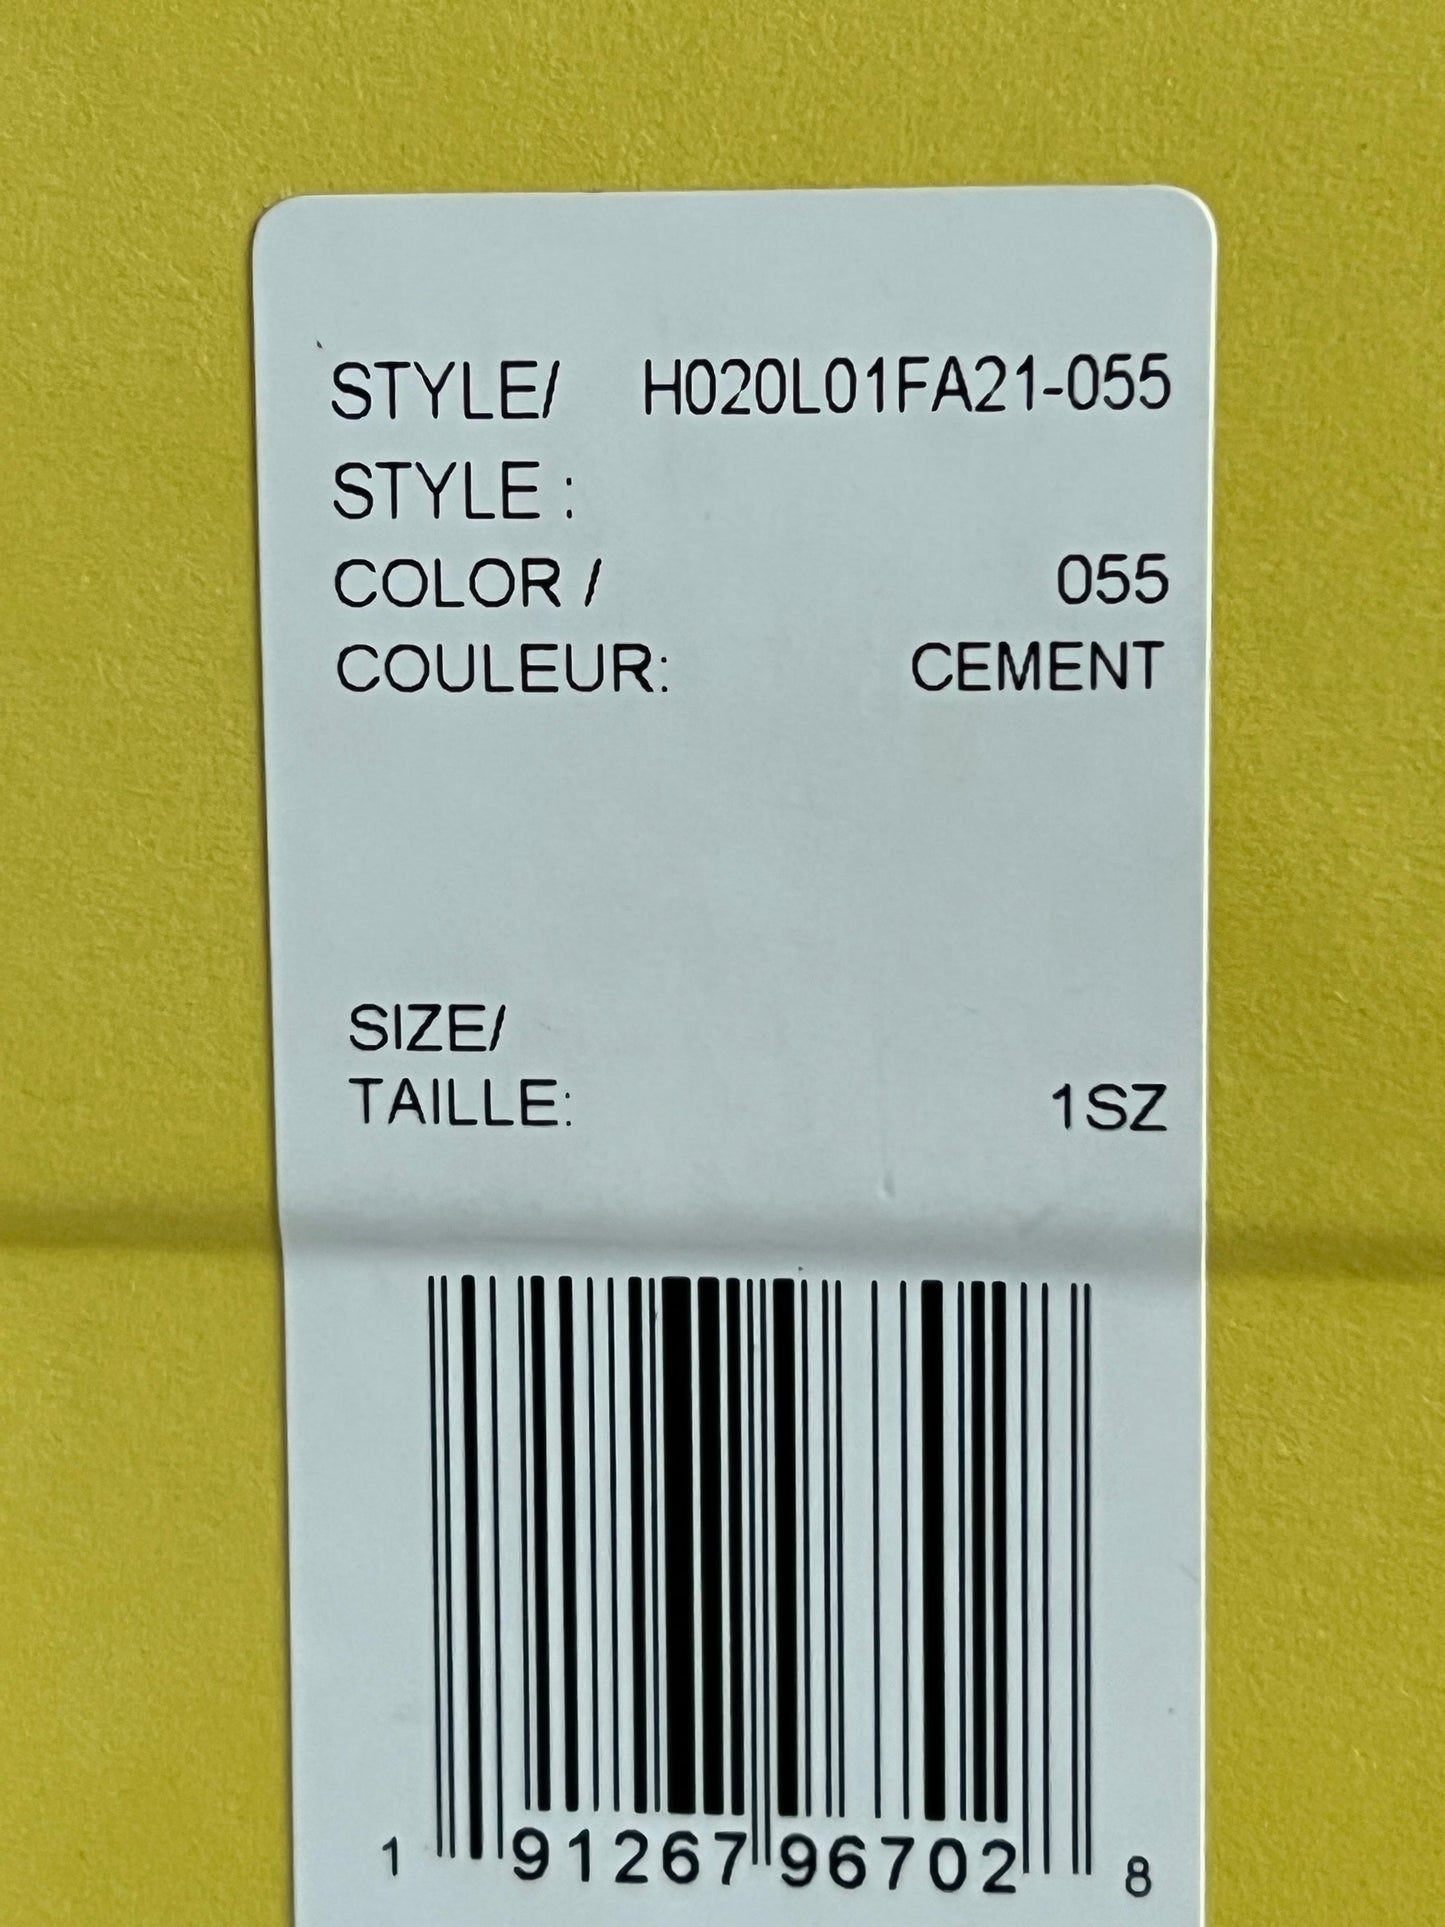 STYLE/ H020L01FA21-055
STYLE :
COLOR / 055
COULEUR: CEMENT
SIZE/
TAILLE: 1SZ
1 91267 96702 8